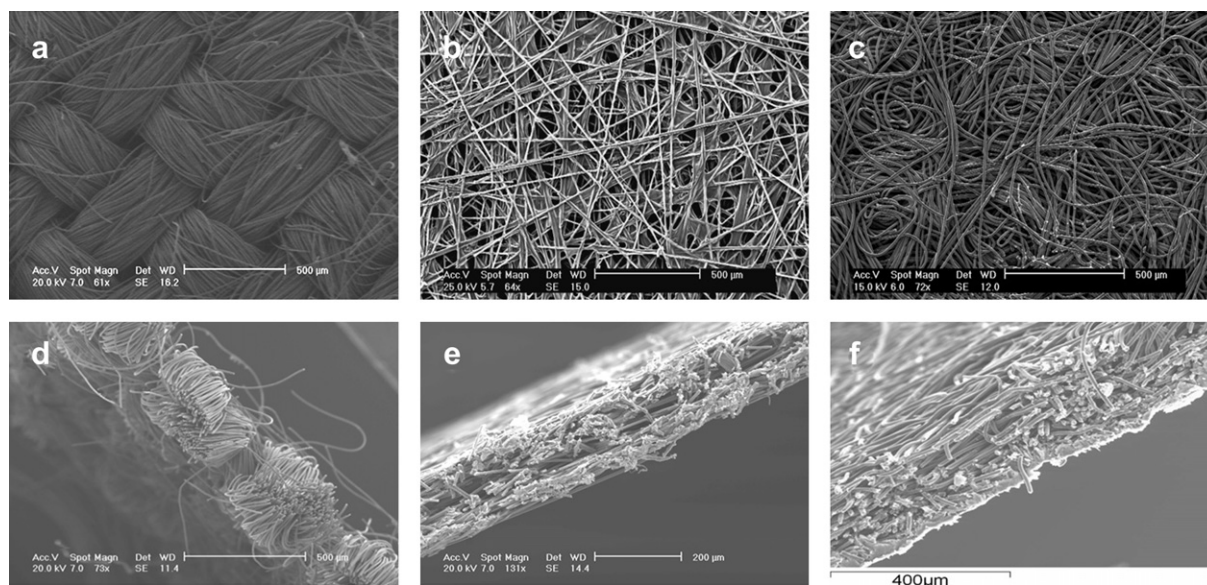 a
Acc.V Spot Magn Det WD 500 µm
20.0 kV 7.0 61x SE 16.2
b
Acc.V Spot Magn Det WD 500 µm
25.0 kV 5.7 64x SE 15.0
c
Acc.V Spot Magn Det WD 500 µm
15.0 kV 6.0 72x SE 12.0
d
Acc.V Spot Magn Det WD 500 µm
20.0 kV 7.0 73x SE 11.4
e
Acc.V Spot Magn Det WD 200 µm
20.0 kV 7.0 131x SE 14.4
f
400µm